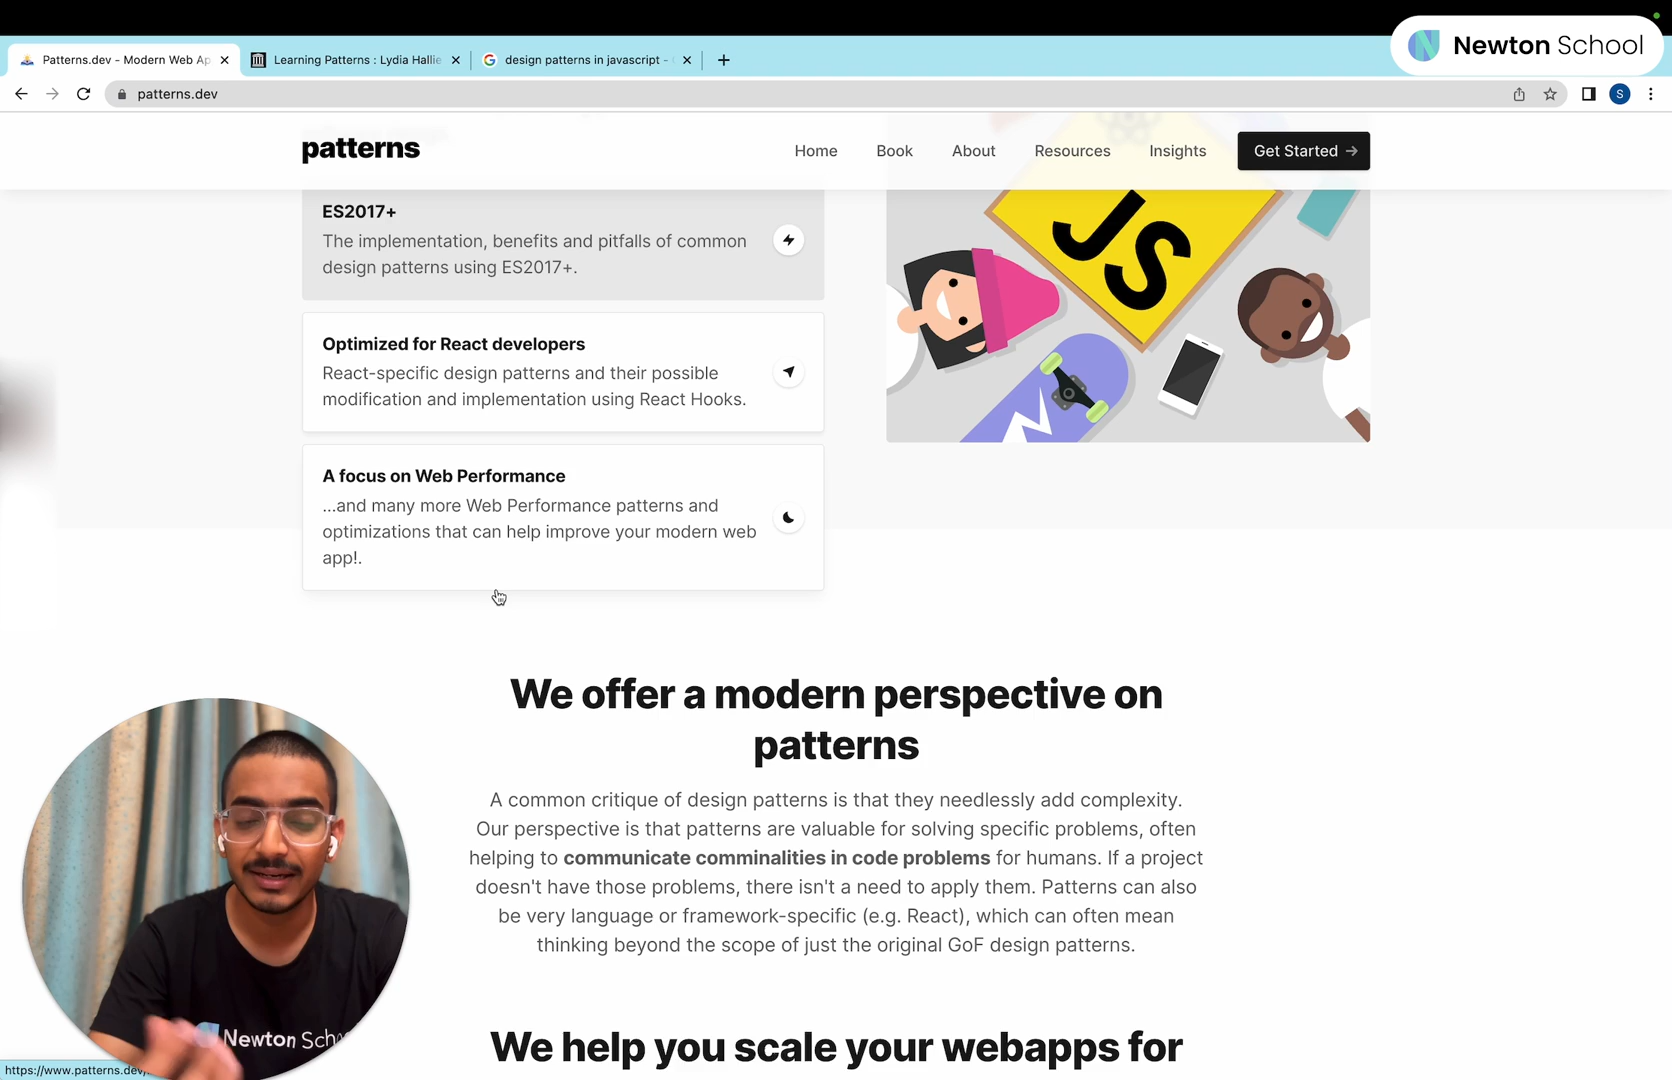 Newton School
Patterns.dev - Modern Web Ap
Learning Patterns : Lydia Hallie
design patterns in javascript -
patterns.dev
S
patterns
Home
Book
About
Resources
Insights
Get Started →
ES2017+
The implementation, benefits and pitfalls of common
design patterns using ES2017+.
JS
Optimized for React developers
React-specific design patterns and their possible
modification and implementation using React Hooks.
A focus on Web Performance
...and many more Web Performance patterns and
optimizations that can help improve your modern web
app!.
We offer a modern perspective on
patterns
A common critique of design patterns is that they needlessly add complexity.
Our perspective is that patterns are valuable for solving specific problems, often
helping to communicate comminalities in code problems for humans. If a project
doesn't have those problems, there isn't a need to apply them. Patterns can also
be very language or framework-specific (e.g. React), which can often mean
thinking beyond the scope of just the original GoF design patterns.
We help you scale your webapps for
Newton Sch
https://www.patterns.dev/